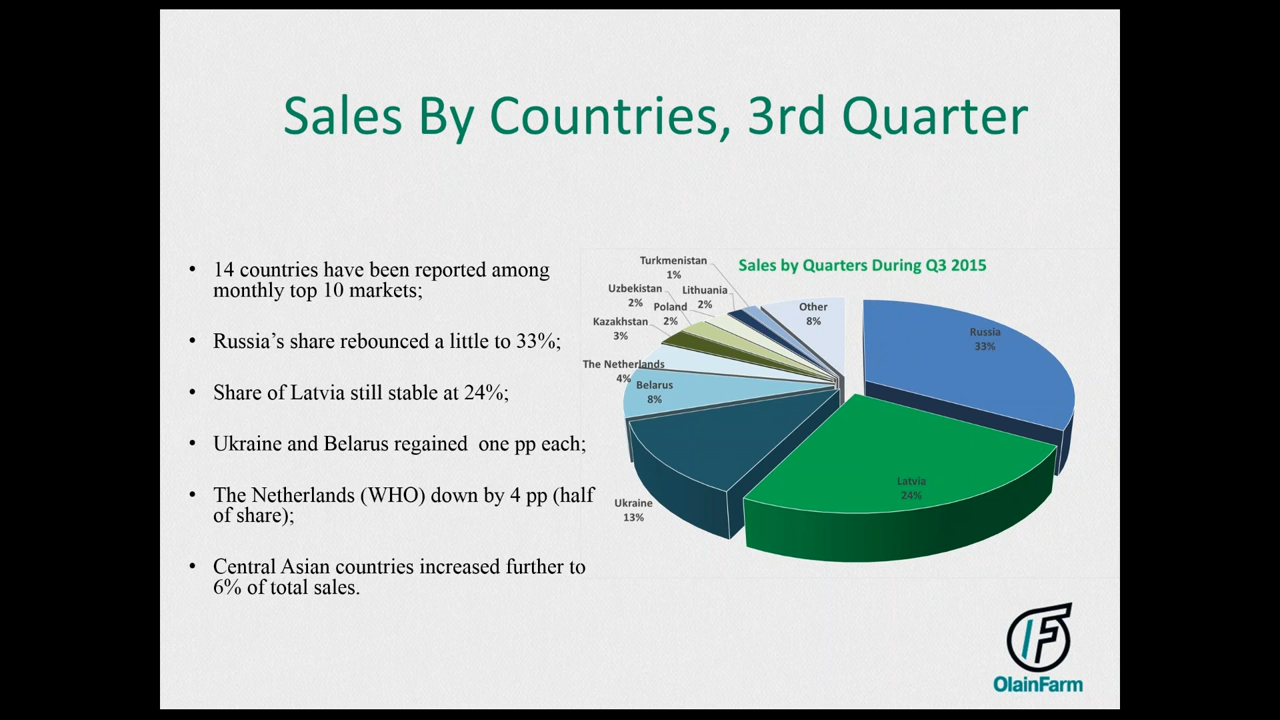 Sales By Countries, 3rd Quarter
• 14 countries have been reported among
monthly top 10 markets;
• Russia’s share rebounced a little to 33%;
• Share of Latvia still stable at 24%;
• Ukraine and Belarus regained  one pp each;
• The Netherlands (WHO) down by 4 pp (half
of share);
• Central Asian countries increased further to
6% of total sales.
Sales by Quarters During Q3 2015
Turkmenistan
1%
Uzbekistan
2%
Lithuania
2%
Poland
2%
Kazakhstan
3%
The Netherlands
4%
Belarus
8%
Other
8%
Russia
33%
Latvia
24%
Ukraine
13%
OlainFarm